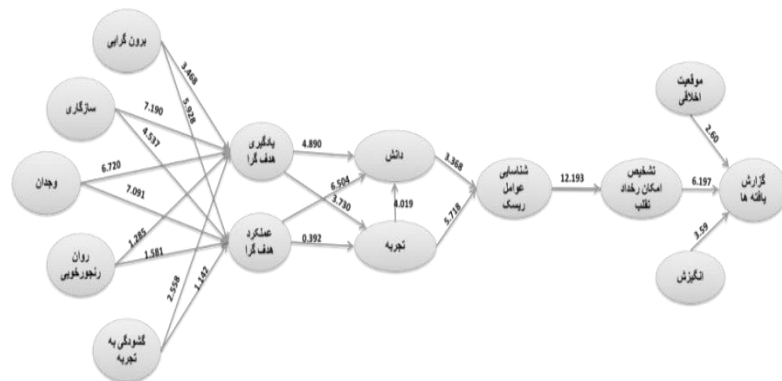 برون گرایی
سازگاری
وجدان
روان
رنجورخویی
گشودگی به
تجربه
3.468
5.928
7.190
4.537
6.720
7.091
1.285
1.581
2.558
1.142
یادگیری
هدف گرا
عملکرد
هدف گرا
4.890
3.730
6.504
0.392
دانش
4.019
تجربه
3.368
5.718
شناسایی
عوامل
ریسک
12.193
تشخیص
امکان رخداد
تقلب
6.197
موقعیت
اخلاقی
2.60
گزارش
یافته ها
3.59
انگیزش